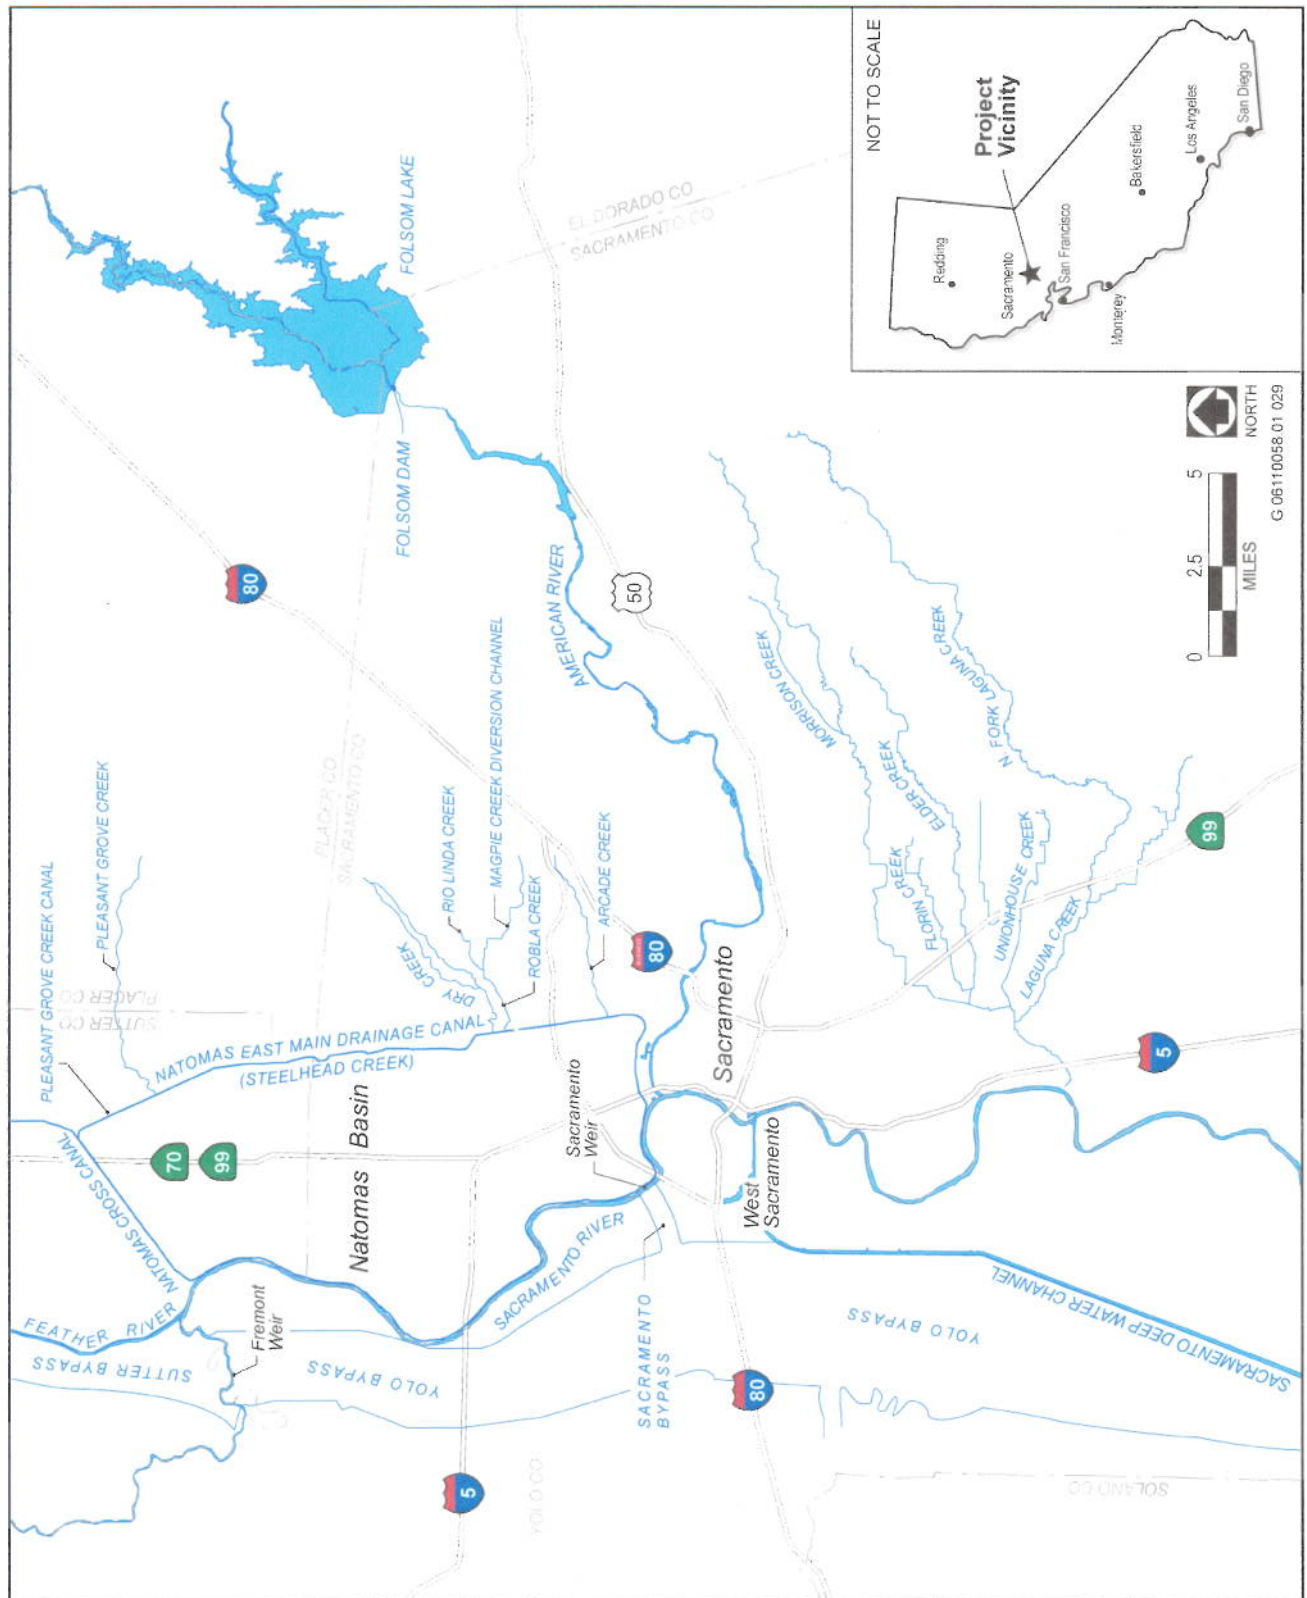 FEATHER RIVER
SUTTER BYPASS
NATOMAS CROSS CANAL
PLEASANT GROVE CREEK CANAL
PLEASANT GROVE CREEK
SUTTER CO
PLACER CO
70
99
Fremont
Weir
YOLO BYPASS
NATOMAS EAST MAIN DRAINAGE CANAL
(STEELHEAD CREEK)
Natomas Basin
PLACER CO
SACRAMENTO CO
80
DRY CREEK
RIO LINDA CREEK
MAGPIE CREEK DIVERSION CHANNEL
ROBLA CREEK
ARCADE CREEK
FOLSOM DAM
FOLSOM LAKE
5
YOLO CO
SACRAMENTO RIVER
Sacramento
Weir
SACRAMENTO
BYPASS
BUSINESS
80
AMERICAN RIVER
50
EL DORADO CO
SACRAMENTO CO
Sacramento
West
Sacramento
80
YOLO BYPASS
SACRAMENTO DEEP WATER CHANNEL
SOLANO CO
MORRISON CREEK
ELDER CREEK
FLORIN CREEK
UNIONHOUSE CREEK
LAGUNA CREEK
N. FORK LAGUNA CREEK
5
99
0 2.5 5
MILES
NORTH
G 06110058.01 029
NOT TO SCALE
Project
Vicinity
Redding
Sacramento
San Francisco
Monterey
Bakersfield
Los Angeles
San Diego